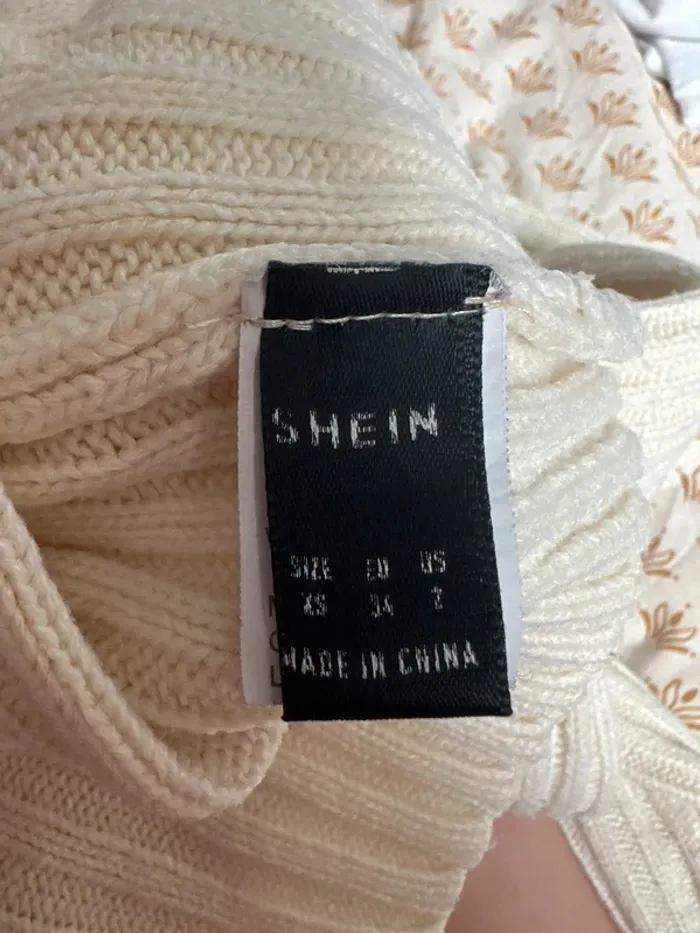 SHEIN
SIZE EU US
XS 34 2
MADE IN CHINA